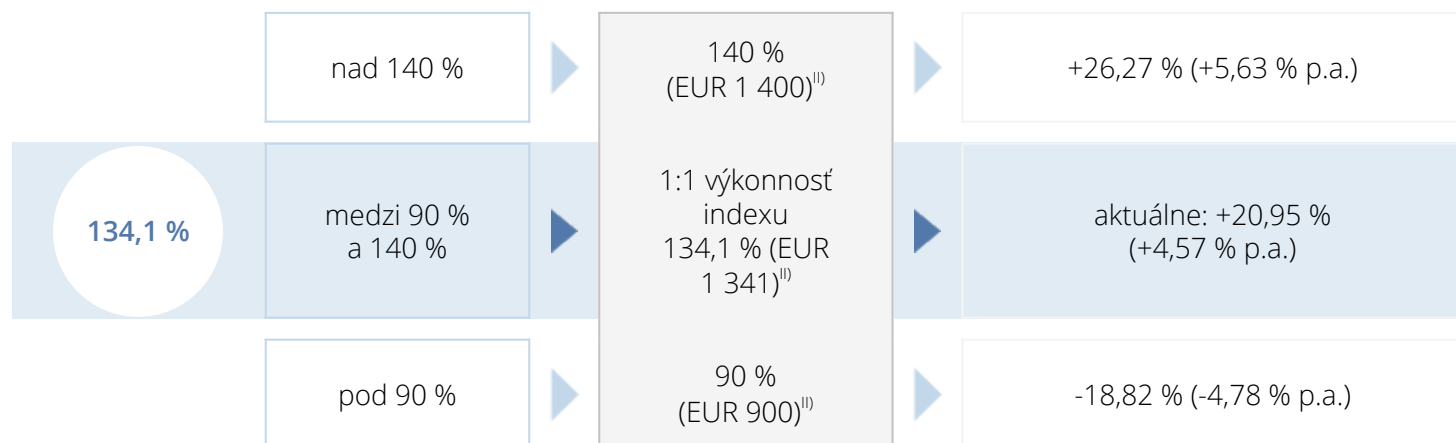 nad 140 %
140 %
(EUR 1 400)II)
+26,27 % (+5,63 % p.a.)
134,1 %
medzi 90 %
a 140 %
1:1 výkonnosť
indexu
134,1 % (EUR
1 341)II)
aktuálne: +20,95 %
(+4,57 % p.a.)
pod 90 %
90 %
(EUR 900)II)
-18,82 % (-4,78 % p.a.)